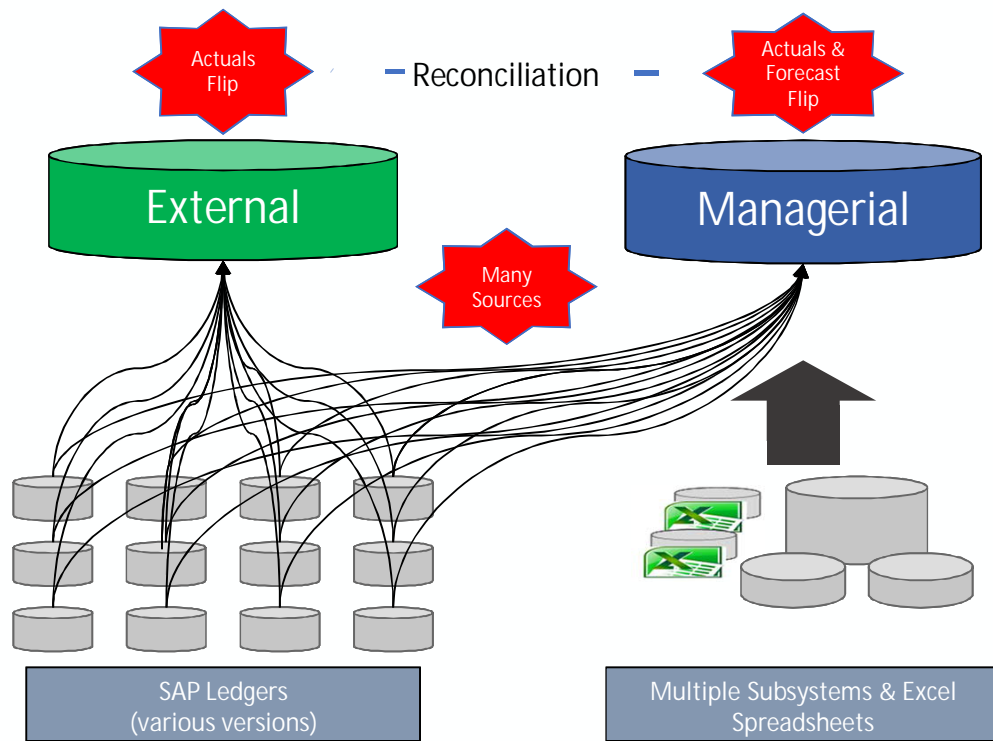 Actuals
Flip
Reconciliation
Actuals &
Forecast
Flip
External
Managerial
Many
Sources
SAP Ledgers
(various versions)
Multiple Subsystems & Excel
Spreadsheets